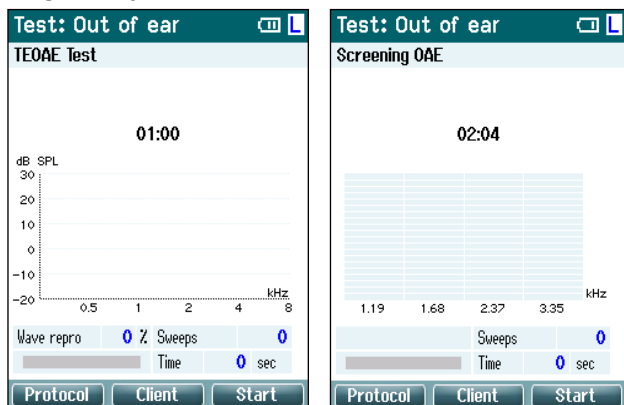 Test: Out of ear L
TEOAE Test
01:00
dB SPL
30
20
10
0
-10
-20
kHz
0.5 1 2 4 8
Wave repro 0 % Sweeps 0
Time 0 sec
Protocol Client Start
Test: Out of ear L
Screening OAE
02:04
kHz
1.19 1.68 2.37 3.35
Sweeps 0
Time 0 sec
Protocol Client Start